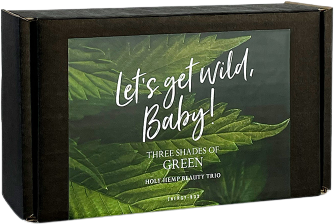 Let's get wild,
Baby!
THREE SHADES OF
GREEN
HOLY HEMP BEAUTY TRIO